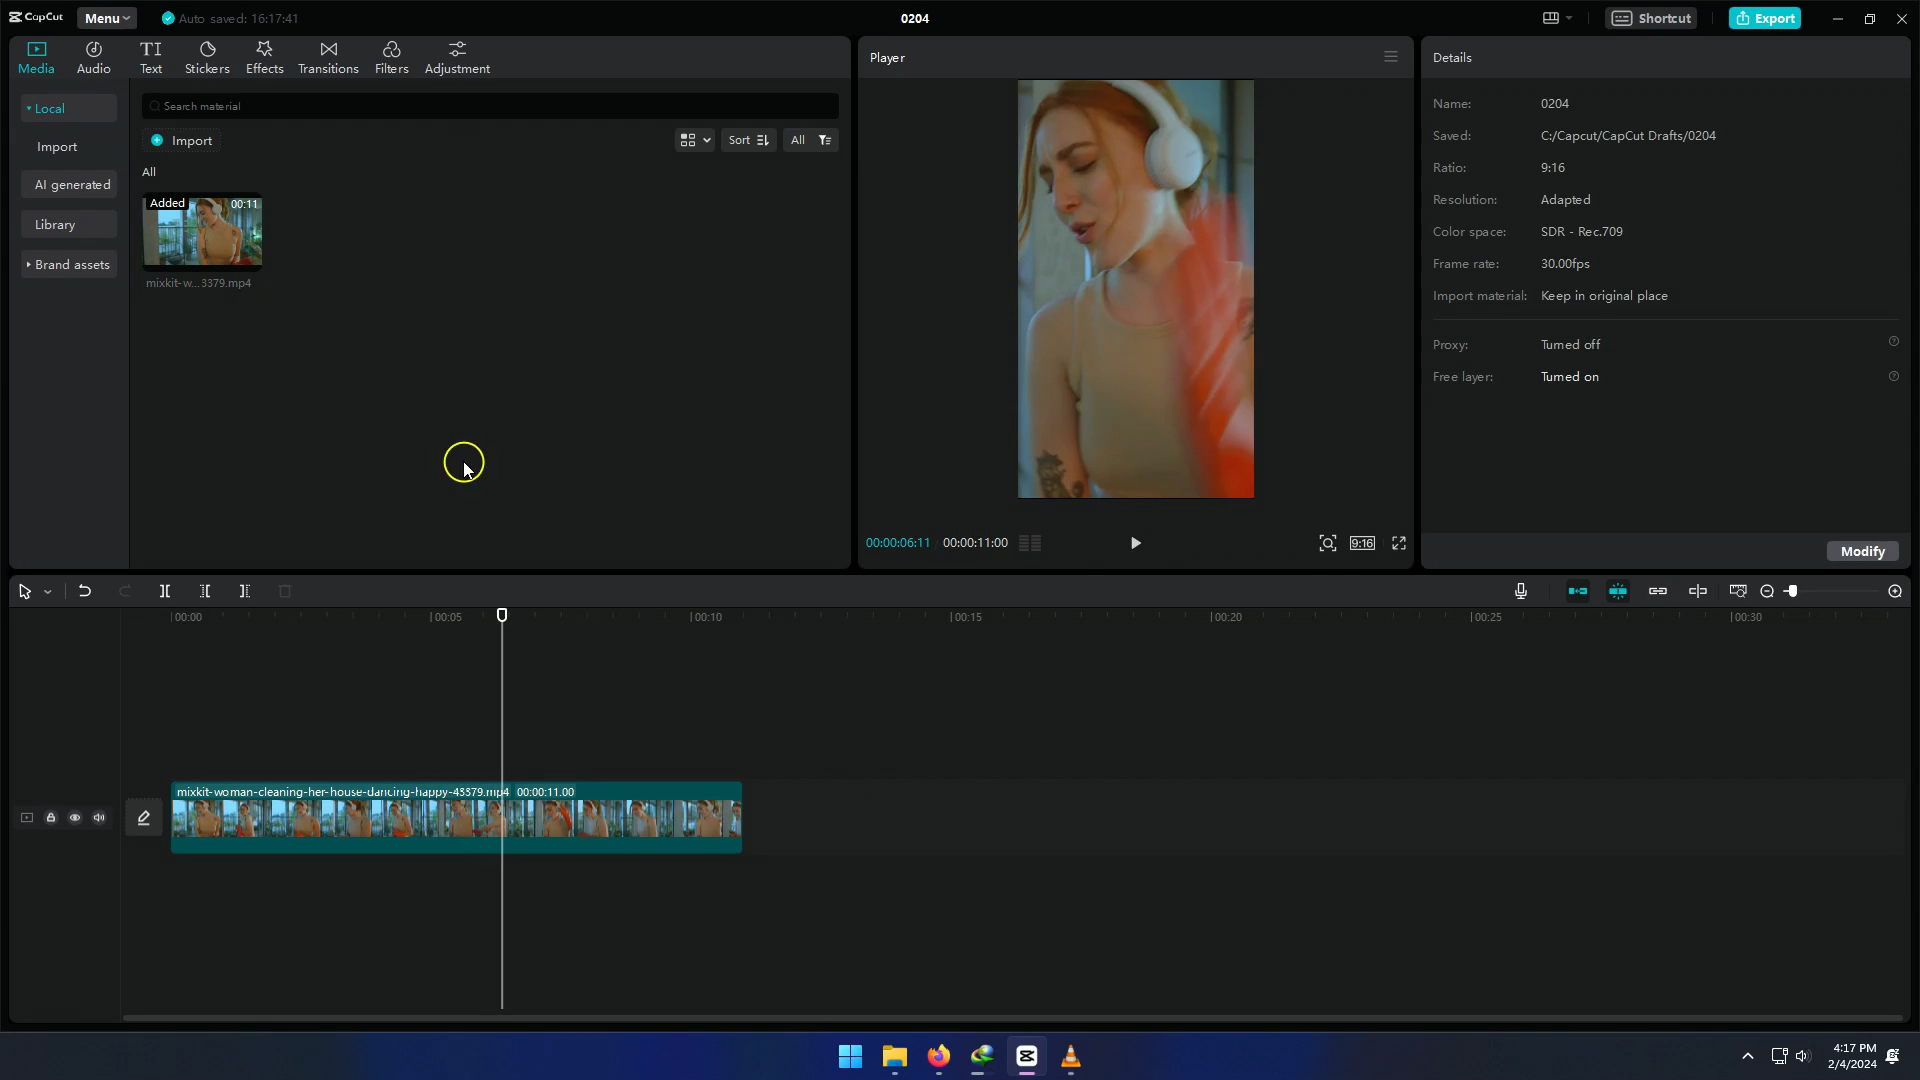 CapCut Menu Auto saved: 16:17:41 0204 Shortcut Export
Media Audio Text Stickers Effects Transitions Filters Adjustment
Local
Import
AI generated
Library
Brand assets
Search material
Import Sort All
All
Added 00:11
mixkit-w...3379.mp4
Player
00:00:06:11 00:00:11:00 9:16
Details
Name: 0204
Saved: C:/Capcut/CapCut Drafts/0204
Ratio: 9:16
Resolution: Adapted
Color space: SDR - Rec.709
Frame rate: 30.00fps
Import material: Keep in original place
Proxy: Turned off
Free layer: Turned on
Modify
00:00 00:05 00:10 00:15 00:20 00:25 00:30
mixkit-woman-cleaning-her-house-dancing-happy-43379.mp4 00:00:11:00
4:17 PM
2/4/2024